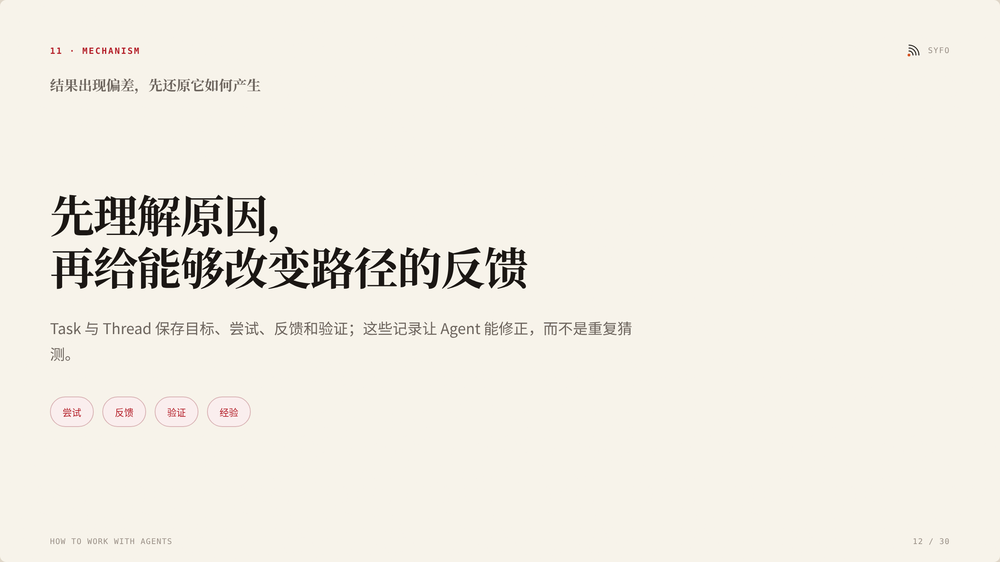 11 · MECHANISM
SYFO
结果出现偏差，先还原它如何产生
先理解原因，
再给能够改变路径的反馈
Task 与 Thread 保存目标、尝试、反馈和验证；这些记录让 Agent 能修正，而不是重复猜
测。
尝试
反馈
验证
经验
HOW TO WORK WITH AGENTS
12 / 30